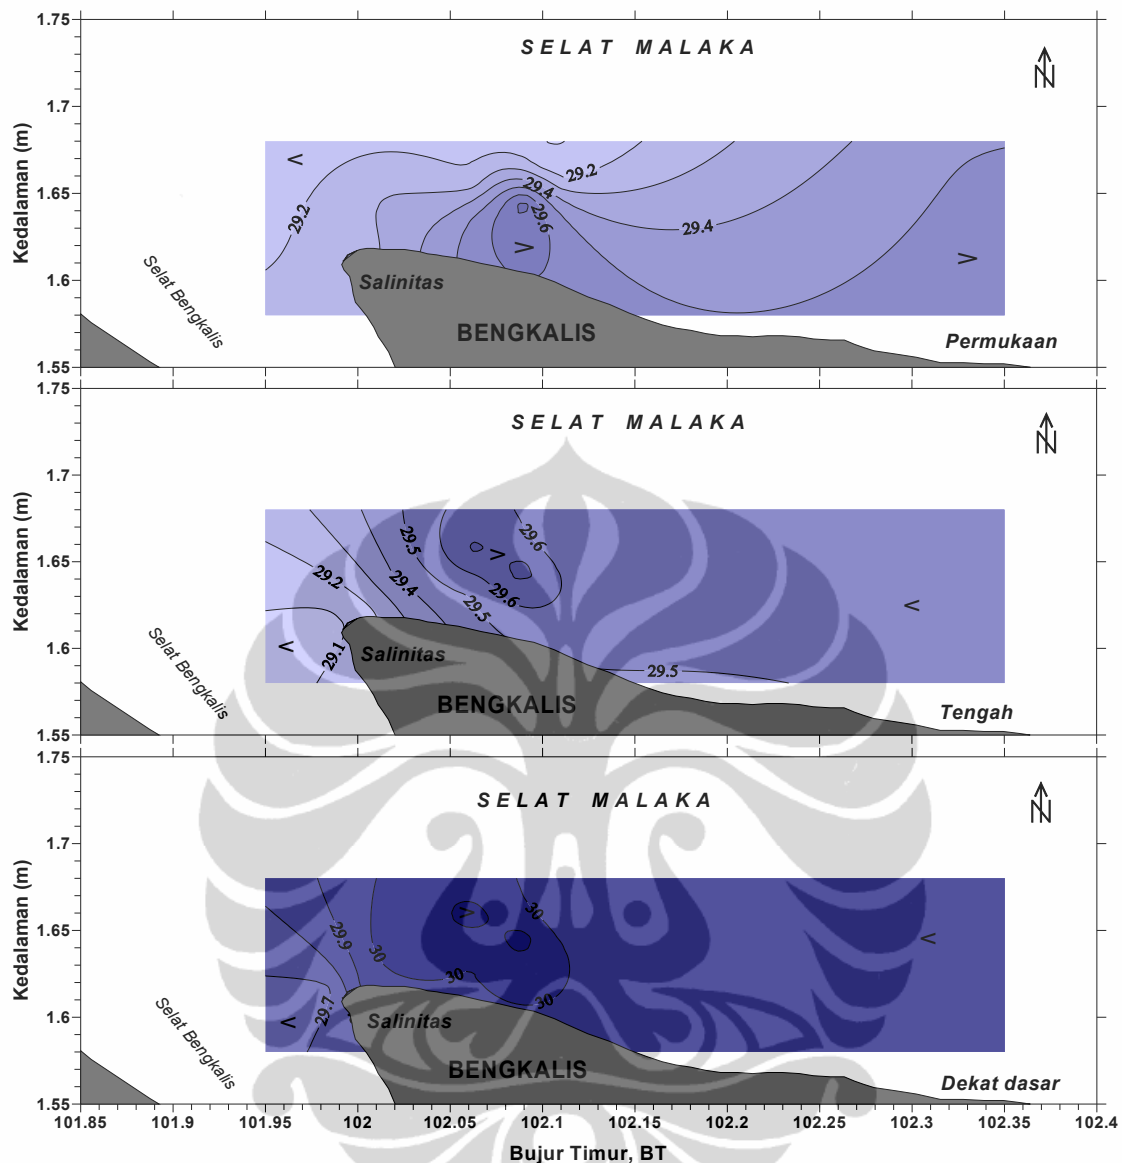 1.75
SELAT MALAKA
N
1.7
<
29.2
29.4
1.65
29.6
29.2
29.4
Kedalaman (m)
>
>
Selat Bengkalis
1.6
Salinitas
BENGKALIS
Permukaan
1.55
1.75
SELAT MALAKA
N
1.7
29.6
29.5
>
1.65
29.2
29.4
29.6
29.5
<
Kedalaman (m)
29.1
<
Selat Bengkalis
1.6
Salinitas
29.5
BENGKALIS
Tengah
1.55
1.75
SELAT MALAKA
N
1.7
30
>
29.9
30
<
1.65
30
30
Kedalaman (m)
29.7
<
Selat Bengkalis
1.6
Salinitas
BENGKALIS
Dekat dasar
1.55
101.85 101.9 101.95 102 102.05 102.1 102.15 102.2 102.25 102.3 102.35 102.4
Bujur Timur, BT